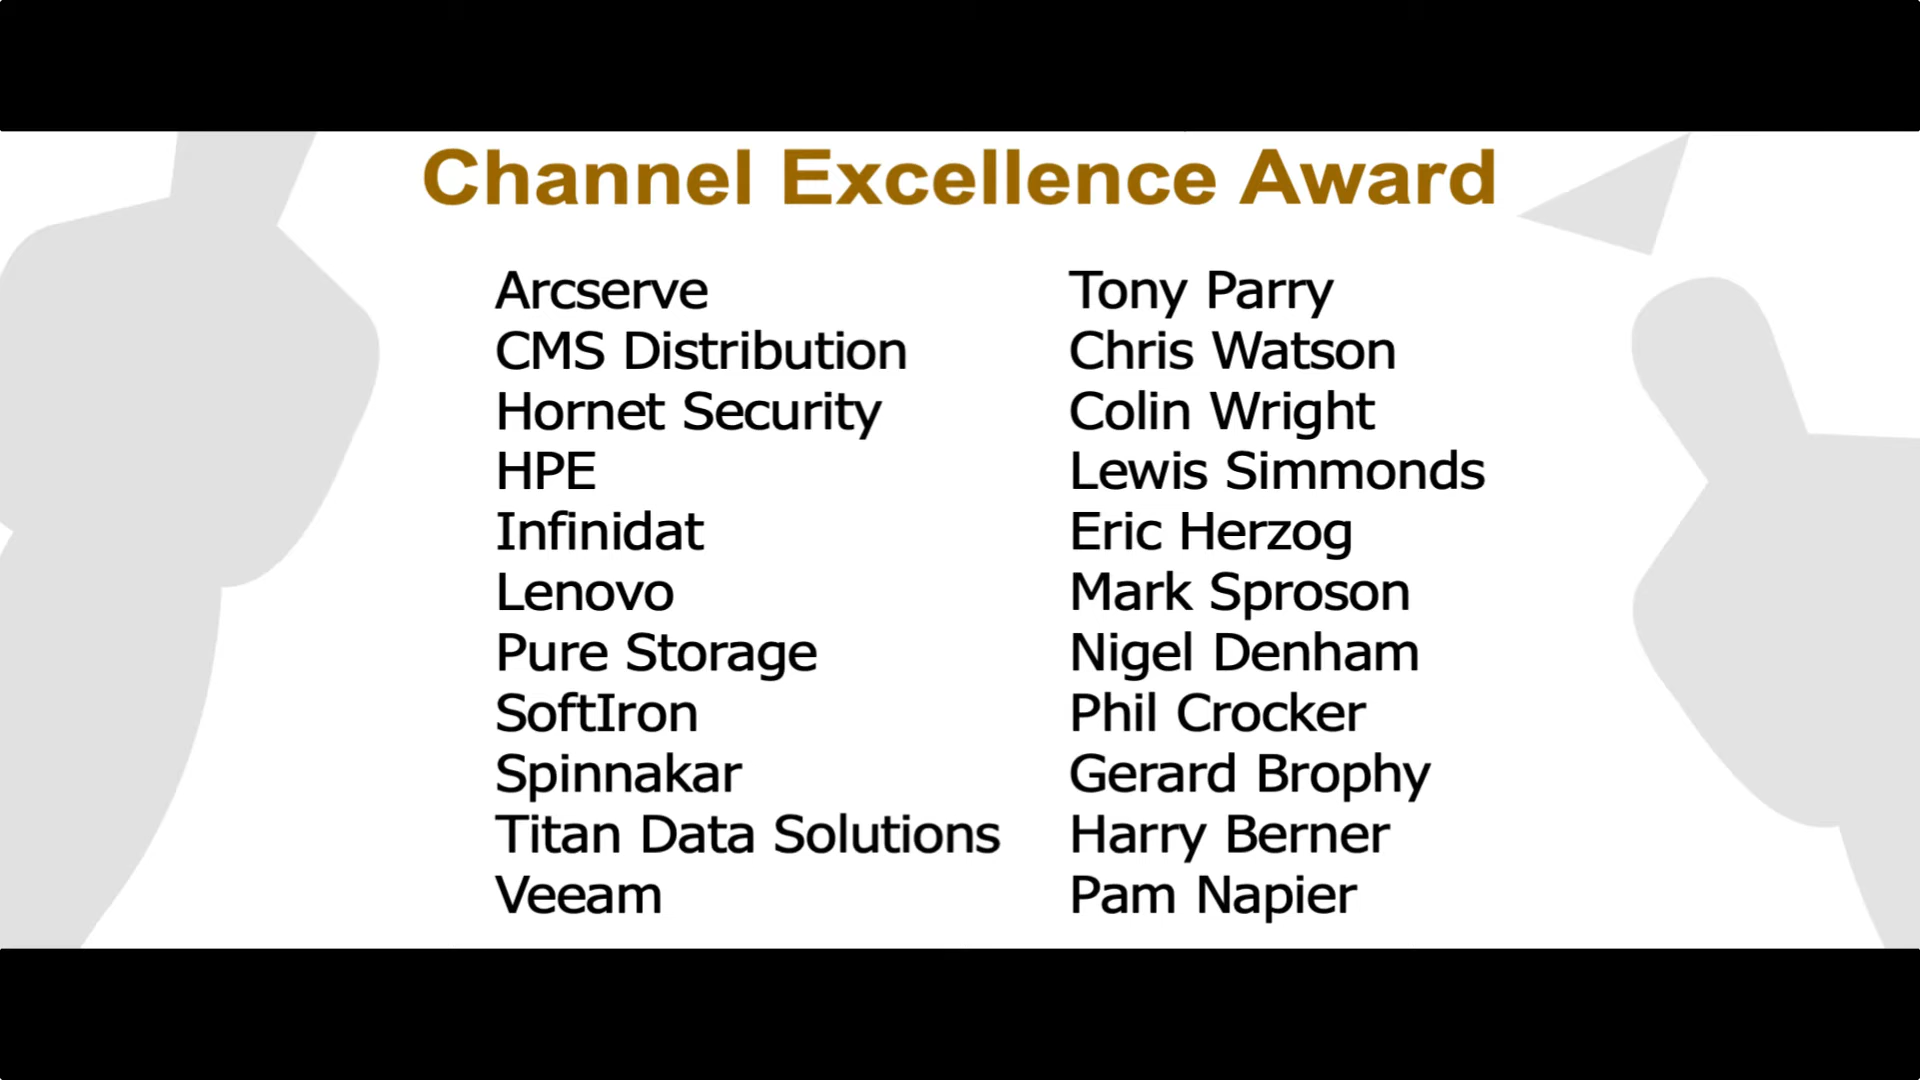 Channel Excellence Award
Arcserve Tony Parry
CMS Distribution Chris Watson
Hornet Security Colin Wright
HPE Lewis Simmonds
Infinidat Eric Herzog
Lenovo Mark Sproson
Pure Storage Nigel Denham
SoftIron Phil Crocker
Spinnakar Gerard Brophy
Titan Data Solutions Harry Berner
Veeam Pam Napier